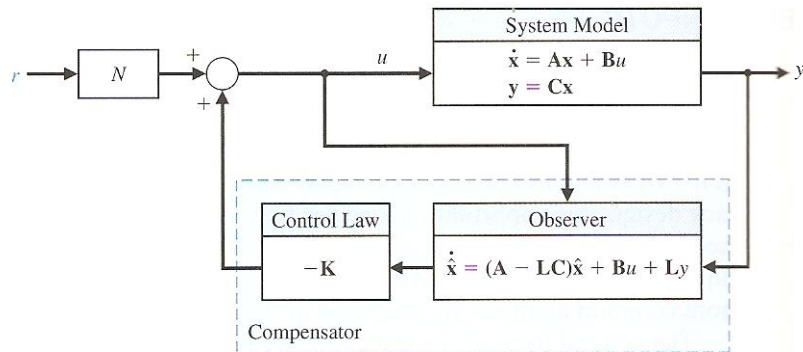 System Model
ẋ = Ax + Bu
y = Cx
r
N
+
+
u
y
Control Law
−K
Observer
x̂̇ = (A − LC)x̂ + Bu + Ly
Compensator